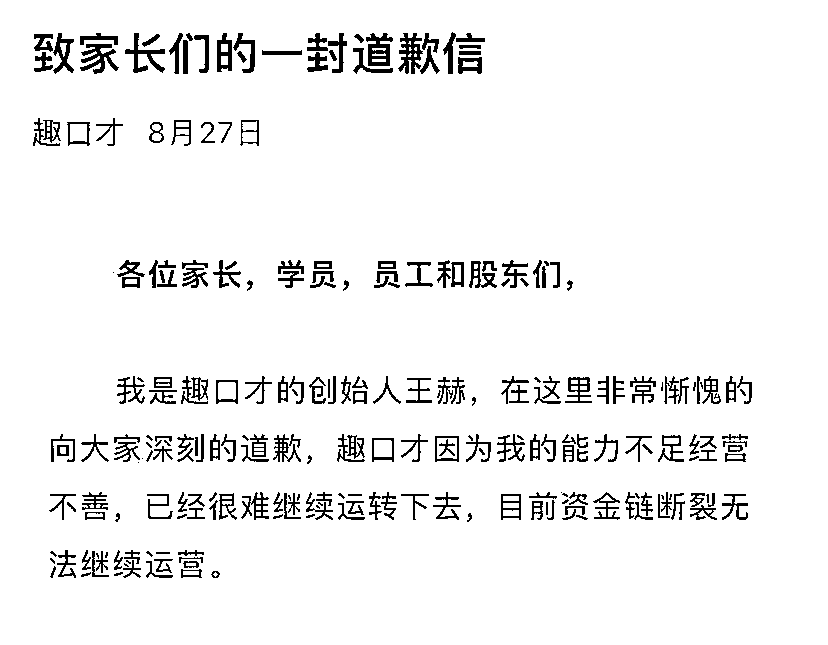 致家长们的一封道歉信
趣口才 8月27日
各位家长，学员，员工和股东们，
我是趣口才的创始人王赫，在这里非常惭愧的
向大家深刻的道歉，趣口才因为我的能力不足经营
不善，已经很难继续运转下去，目前资金链断裂无
法继续运营。